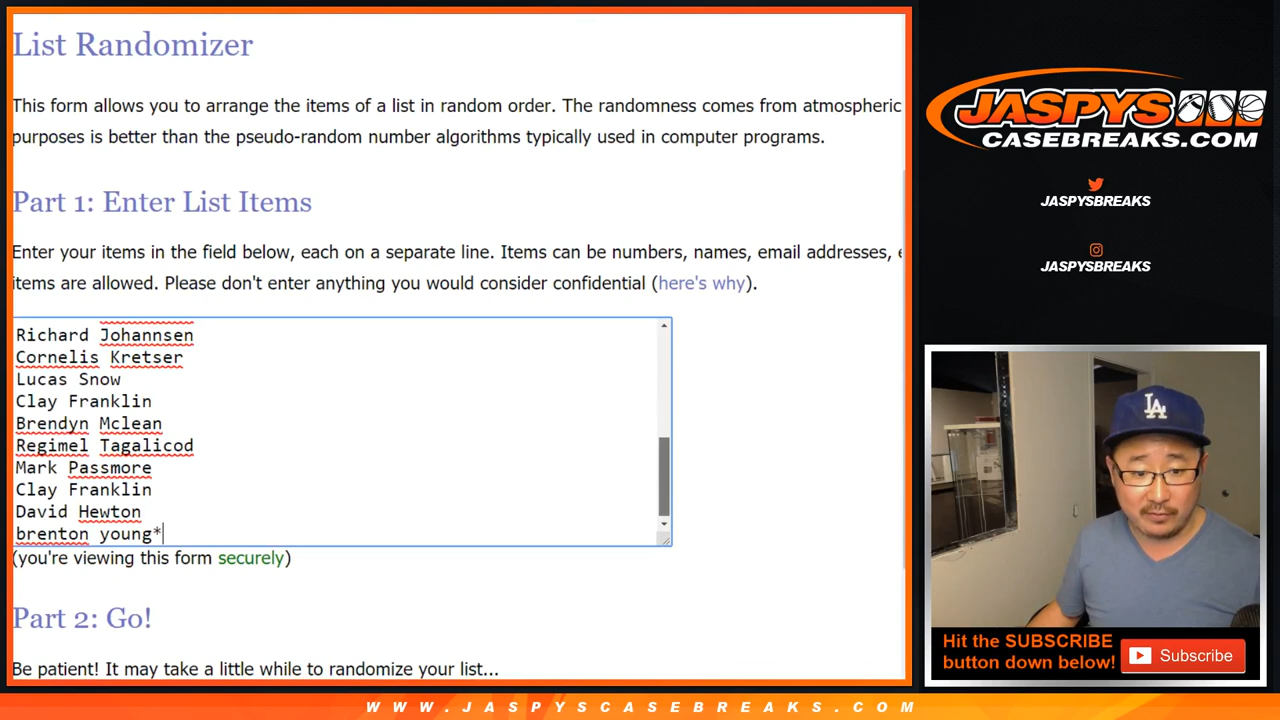 List Randomizer
This form allows you to arrange the items of a list in random order. The randomness comes from atmospheric
purposes is better than the pseudo-random number algorithms typically used in computer programs.
Part 1: Enter List Items
Enter your items in the field below, each on a separate line. Items can be numbers, names, email addresses, e
items are allowed. Please don't enter anything you would consider confidential (here's why).
Richard Johannsen
Cornelis Kretser
Lucas Snow
Clay Franklin
Brendyn Mclean
Regimel Tagalicod
Mark Passmore
Clay Franklin
David Hewton
brenton young*
(you're viewing this form securely)
Part 2: Go!
Be patient! It may take a little while to randomize your list...
JASPYS
CASEBREAKS.COM
JASPYSBREAKS
JASPYSBREAKS
LA
Hit the SUBSCRIBE
button down below!
Subscribe
WWW.JASPYSCASEBREAKS.COM